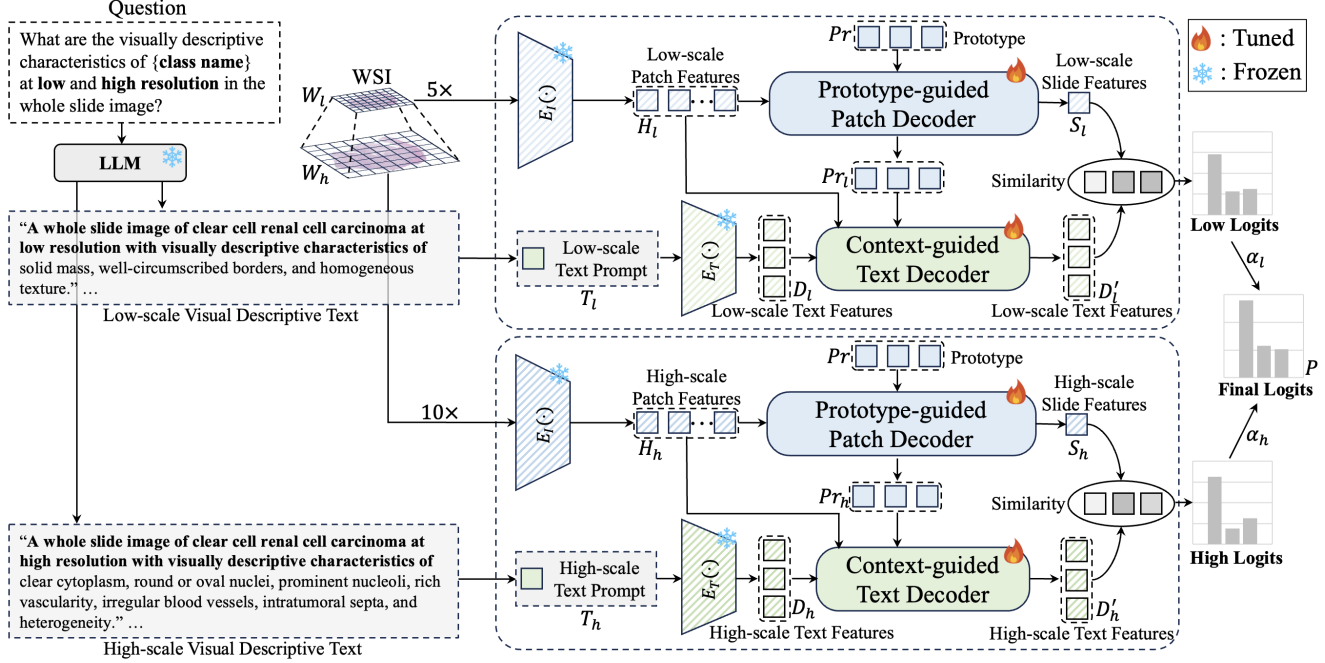 Question
What are the visually descriptive
characteristics of {class name}
at low and high resolution in the
whole slide image?
LLM
WSI
W_l
W_h
5×
10×
"A whole slide image of clear cell renal cell carcinoma at
low resolution with visually descriptive characteristics of
solid mass, well-circumscribed borders, and homogeneous
texture." …
Low-scale Visual Descriptive Text
"A whole slide image of clear cell renal cell carcinoma at
high resolution with visually descriptive characteristics of
clear cytoplasm, round or oval nuclei, prominent nucleoli, rich
vascularity, irregular blood vessels, intratumoral septa, and
heterogeneity." …
High-scale Visual Descriptive Text
E_I(·)
Low-scale
Patch Features
H_l
Pr
Prototype
Prototype-guided
Patch Decoder
Low-scale
Slide Features
S_l
Pr_l
Similarity
Low-scale
Text Prompt
T_l
E_T(·)
D_l
Low-scale Text Features
Context-guided
Text Decoder
D′_l
Low-scale Text Features
E_I(·)
High-scale
Patch Features
H_h
Pr
Prototype
Prototype-guided
Patch Decoder
High-scale
Slide Features
S_h
Pr_h
Similarity
High-scale
Text Prompt
T_h
E_T(·)
D_h
High-scale Text Features
Context-guided
Text Decoder
D′_h
High-scale Text Features
: Tuned
: Frozen
Low Logits
α_l
P
Final Logits
α_h
High Logits